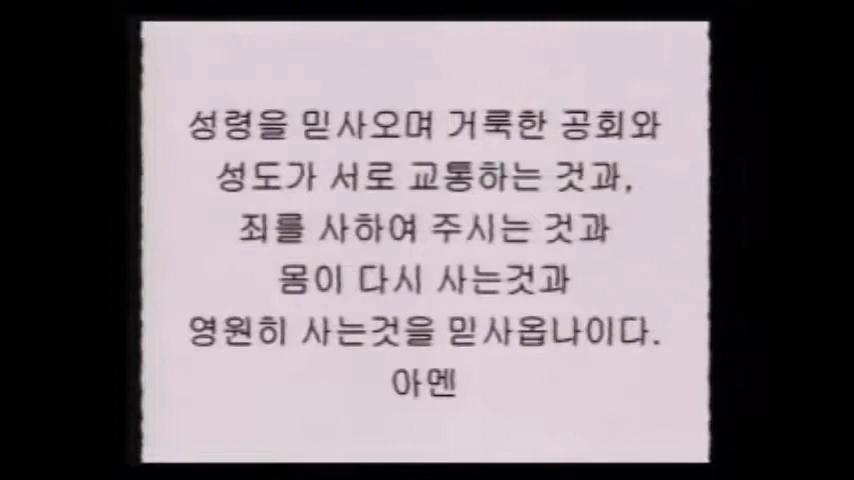 성령을 믿사오며 거룩한 공회와
성도가 서로 교통하는 것과,
죄를 사하여 주시는 것과
몸이 다시 사는것과
영원히 사는것을 믿사옵나이다.
아멘